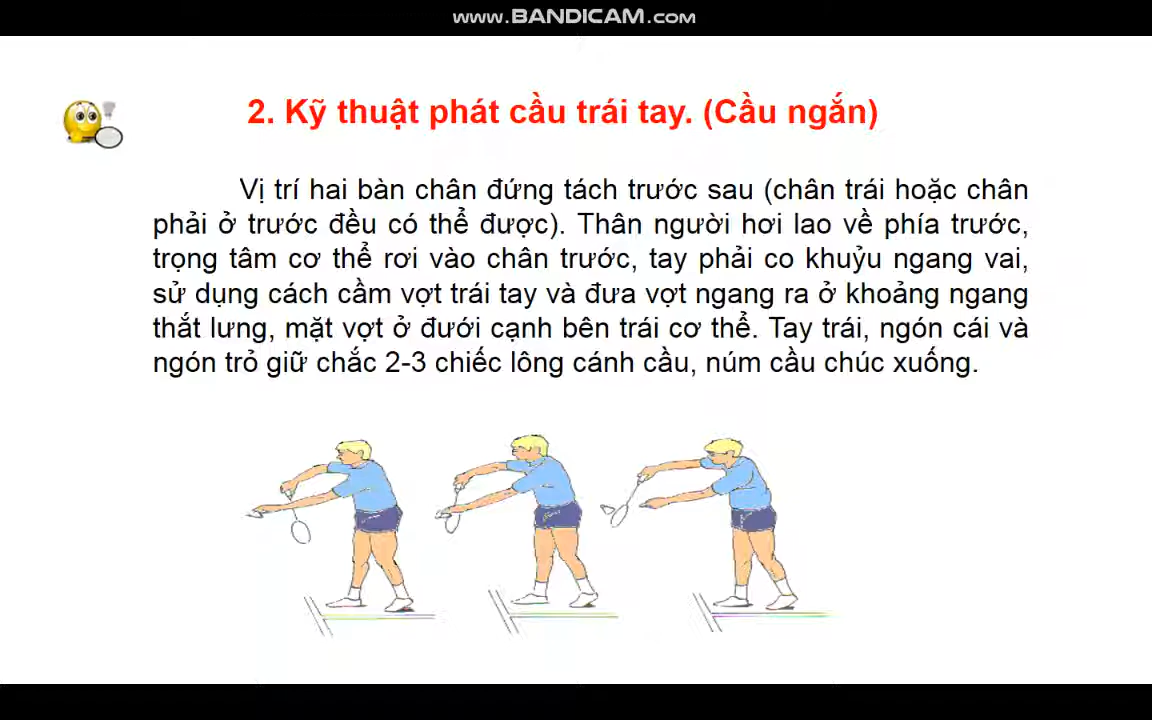 www.BANDICAM.com
2. Kỹ thuật phát cầu trái tay. (Cầu ngắn)
Vị trí hai bàn chân đứng tách trước sau (chân trái hoặc chân
phải ở trước đều có thể được). Thân người hơi lao về phía trước,
trọng tâm cơ thể rơi vào chân trước, tay phải co khuỷu ngang vai,
sử dụng cách cầm vợt trái tay và đưa vợt ngang ra ở khoảng ngang
thắt lưng, mặt vợt ở dưới cạnh bên trái cơ thể. Tay trái, ngón cái và
ngón trỏ giữ chắc 2-3 chiếc lông cánh cầu, núm cầu chúc xuống.